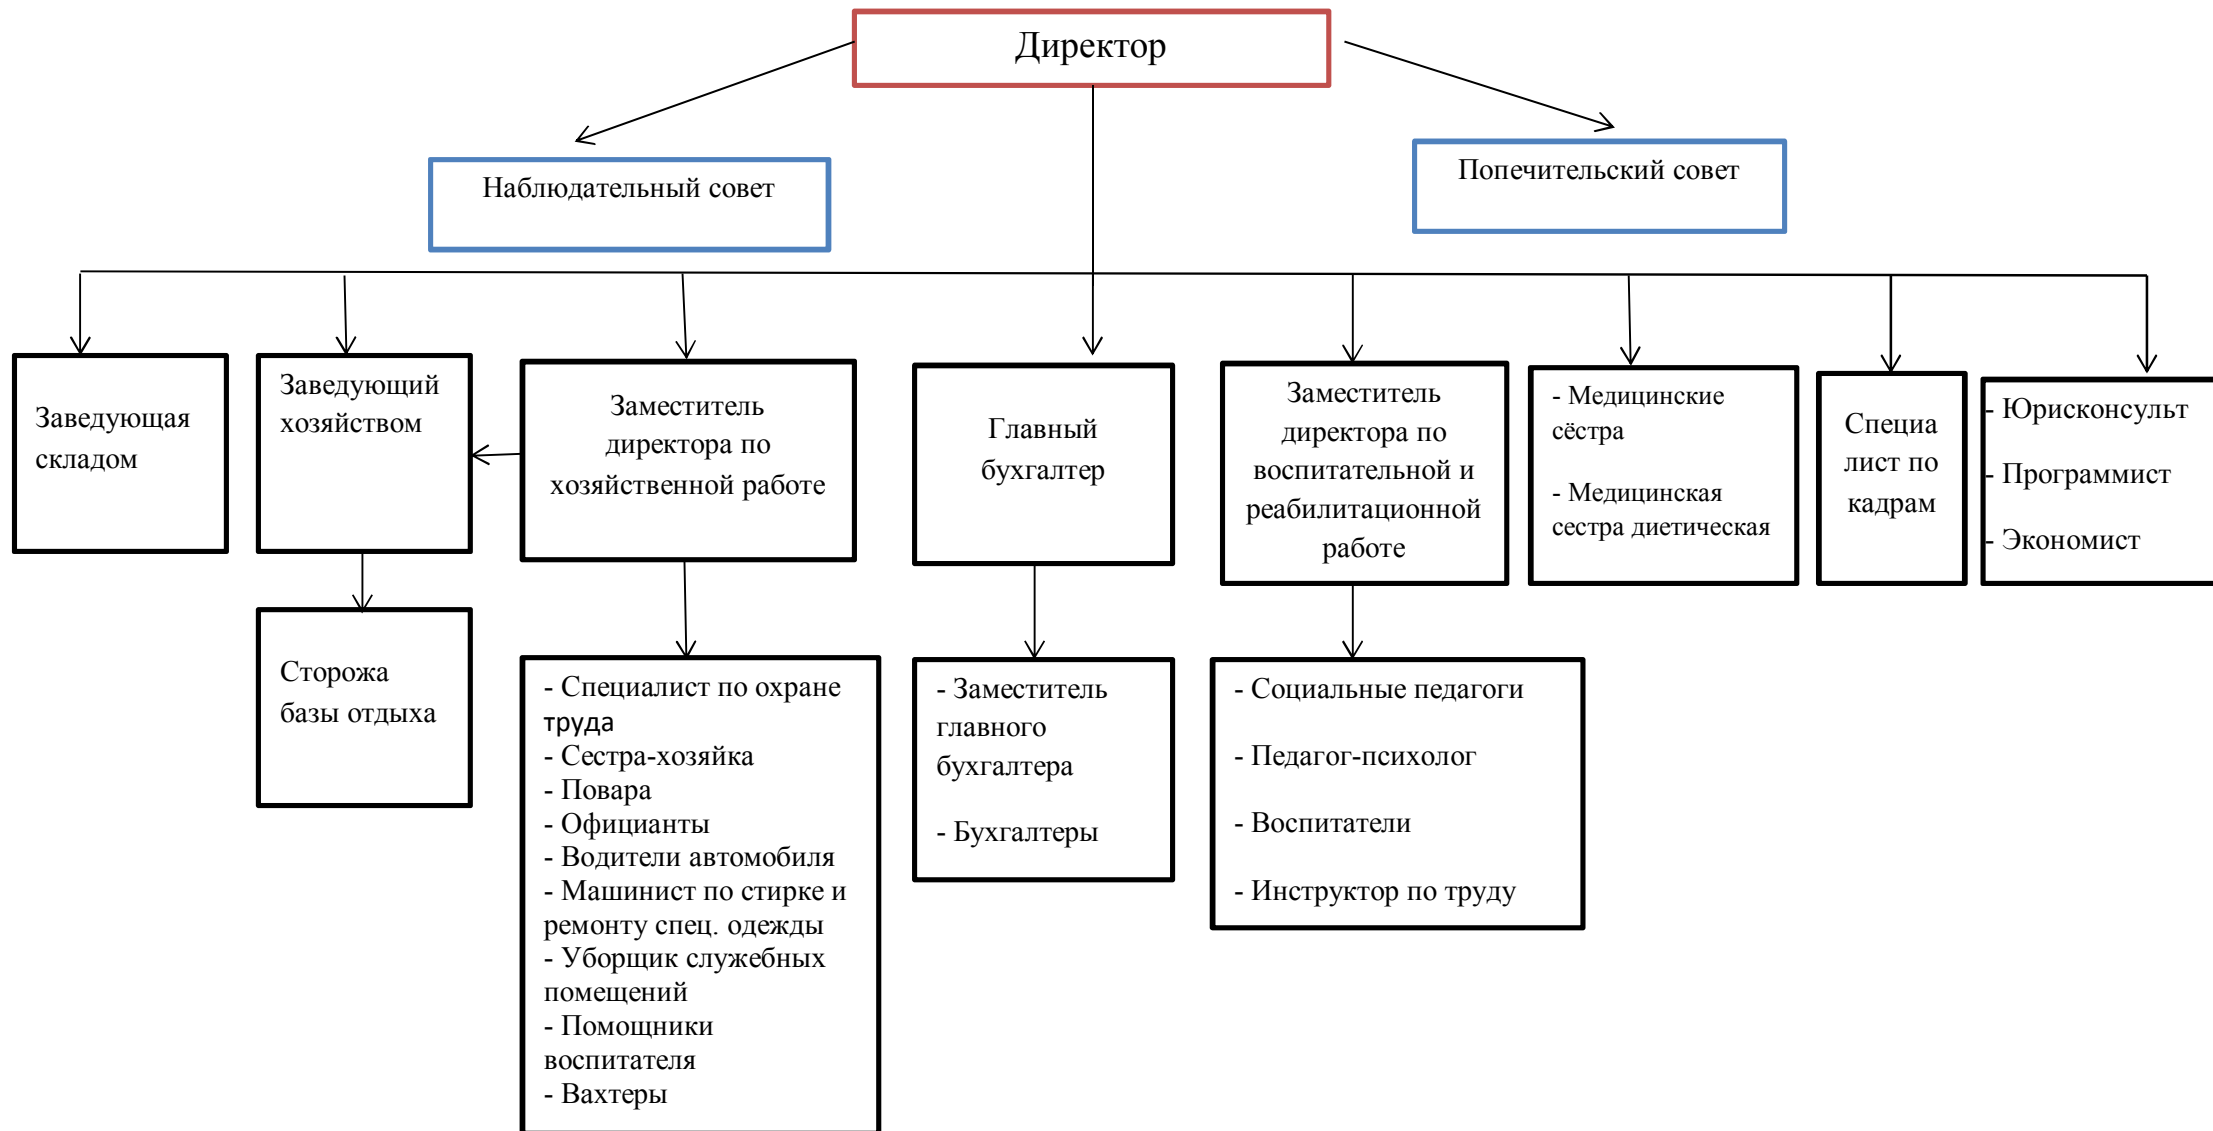 Директор
Наблюдательный совет
Попечительский совет
Заведующая
складом
Заведующий
хозяйством
Заместитель
директора по
хозяйственной работе
Главный
бухгалтер
Заместитель
директора по
воспитательной и
реабилитационной
работе
- Медицинские
сёстра
- Медицинская
сестра диетическая
Специа
лист по
кадрам
- Юрисконсульт
- Программист
- Экономист
Сторожа
базы отдыха
- Специалист по охране
труда
- Сестра-хозяйка
- Повара
- Официанты
- Водители автомобиля
- Машинист по стирке и
ремонту спец. одежды
- Уборщик служебных
помещений
- Помощники
воспитателя
- Вахтеры
- Заместитель
главного
бухгалтера
- Бухгалтеры
- Социальные педагоги
- Педагог-психолог
- Воспитатели
- Инструктор по труду